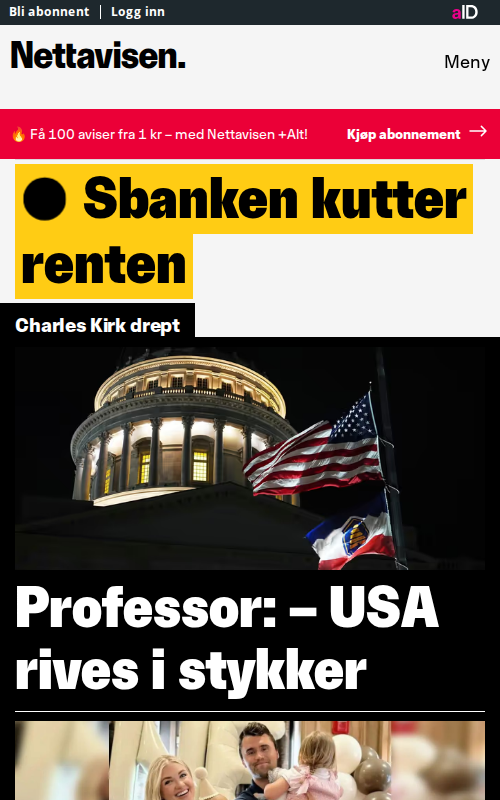 Bli abonnent | Logg inn
aID
Nettavisen.
Meny
🔥 Få 100 aviser fra 1 kr – med Nettavisen +Alt!
Kjøp abonnement →
Sbanken kutter
renten
Charles Kirk drept
Professor: – USA
rives i stykker